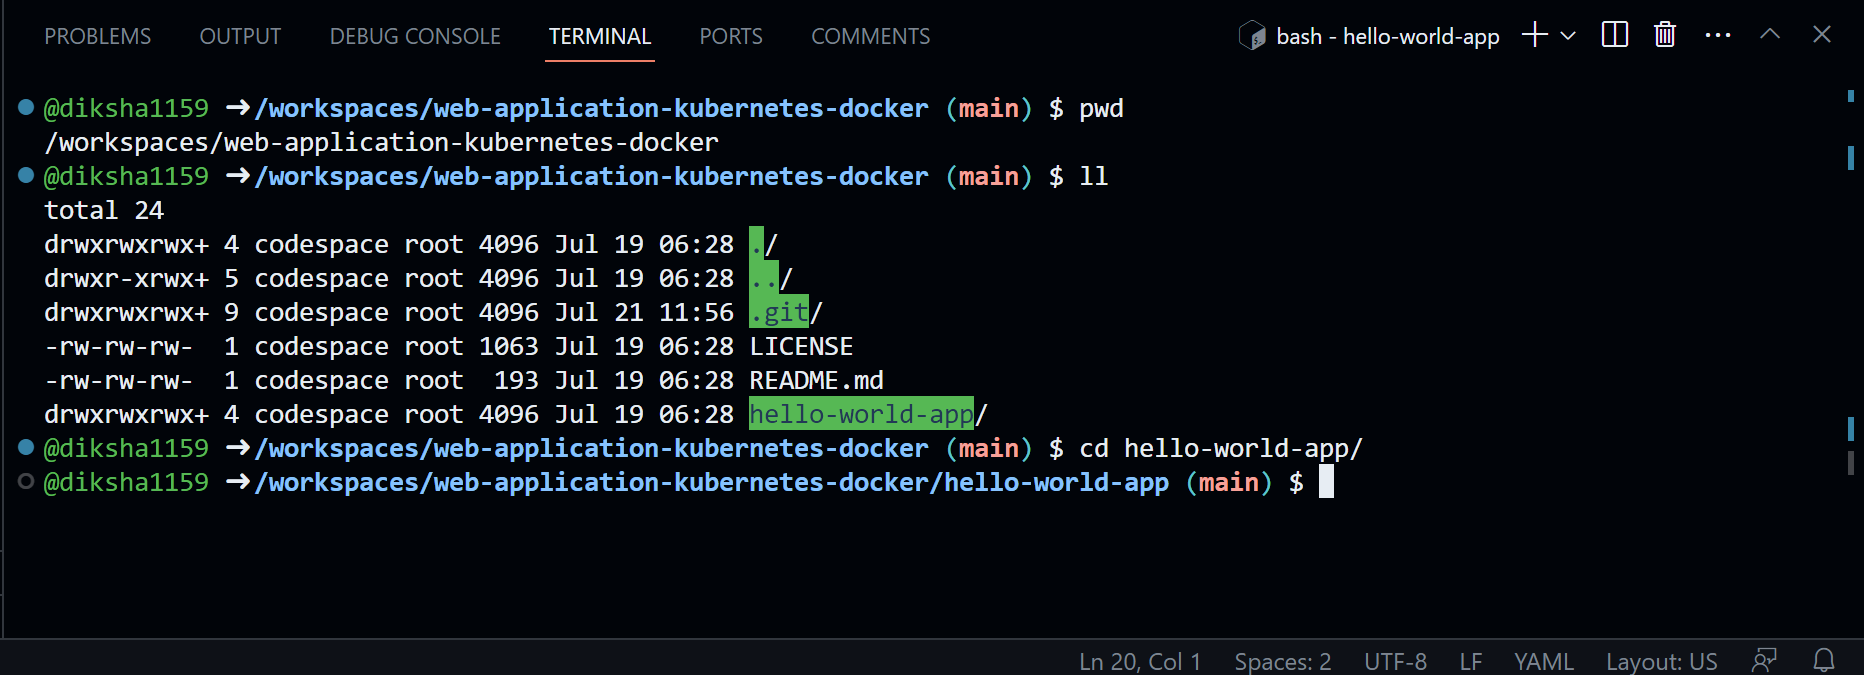 PROBLEMS OUTPUT DEBUG CONSOLE TERMINAL PORTS COMMENTS bash - hello-world-app
@diksha1159 ➜/workspaces/web-application-kubernetes-docker (main) $ pwd
/workspaces/web-application-kubernetes-docker
@diksha1159 ➜/workspaces/web-application-kubernetes-docker (main) $ ll
total 24
drwxrwxrwx+ 4 codespace root 4096 Jul 19 06:28 ./
drwxr-xrwx+ 5 codespace root 4096 Jul 19 06:28 ../
drwxrwxrwx+ 9 codespace root 4096 Jul 21 11:56 .git/
-rw-rw-rw-  1 codespace root 1063 Jul 19 06:28 LICENSE
-rw-rw-rw-  1 codespace root  193 Jul 19 06:28 README.md
drwxrwxrwx+ 4 codespace root 4096 Jul 19 06:28 hello-world-app/
@diksha1159 ➜/workspaces/web-application-kubernetes-docker (main) $ cd hello-world-app/
@diksha1159 ➜/workspaces/web-application-kubernetes-docker/hello-world-app (main) $
Ln 20, Col 1 Spaces: 2 UTF-8 LF YAML Layout: US